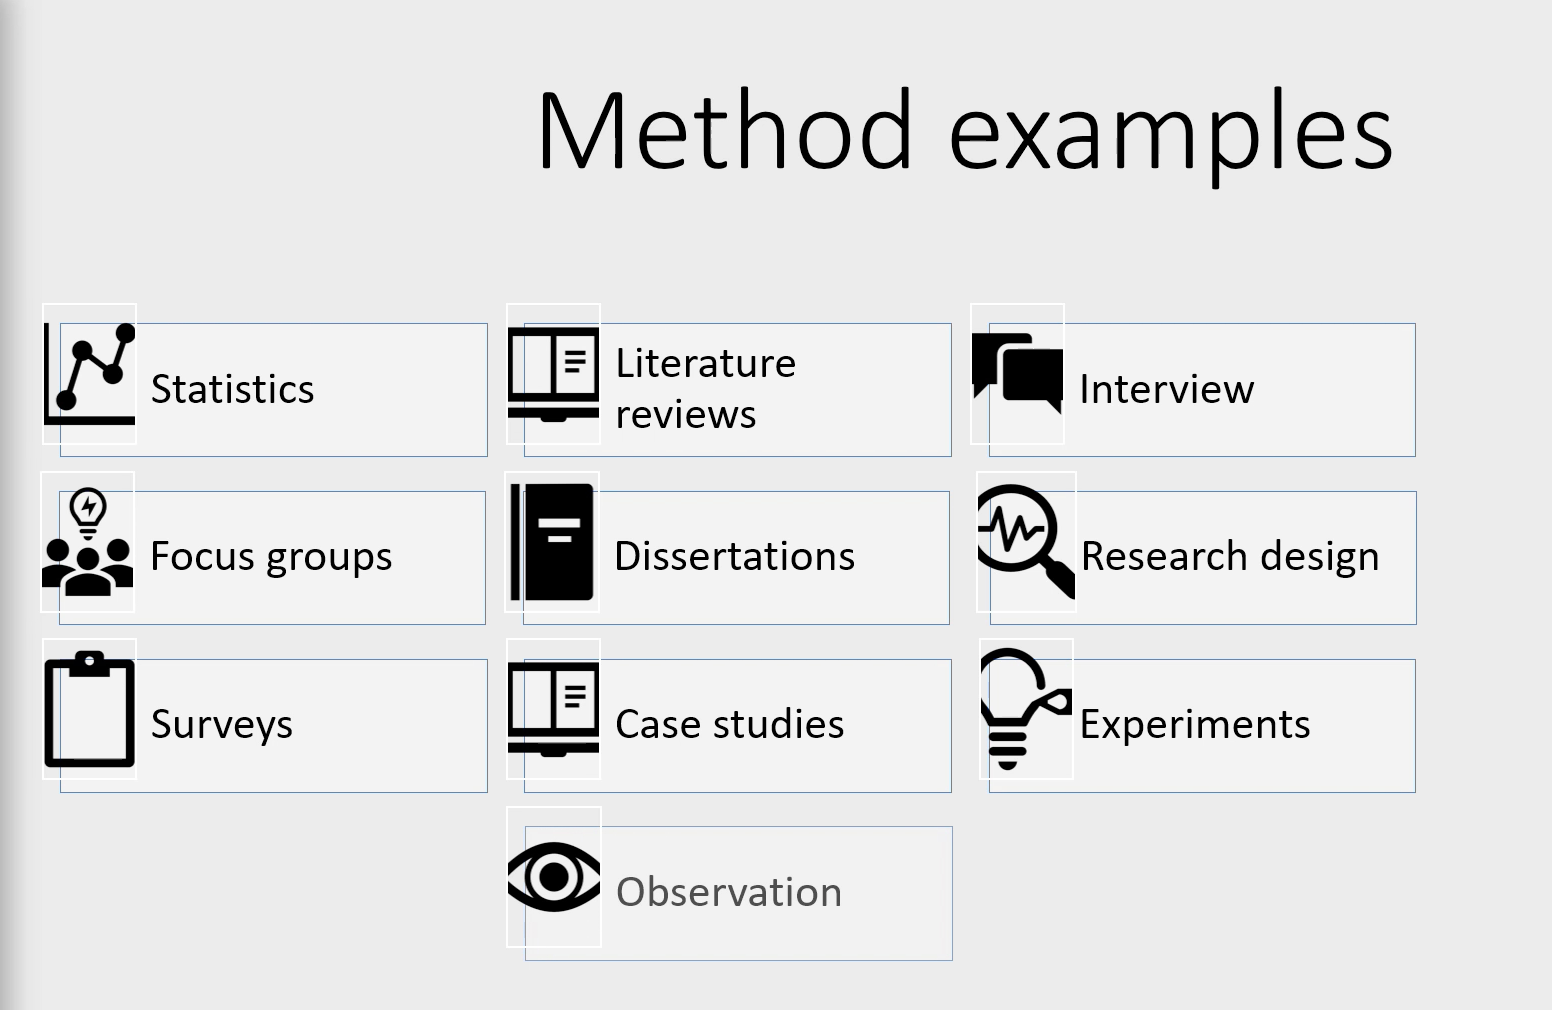 Method examples
Statistics
Literature
reviews
Interview
Focus groups
Dissertations
Research design
Surveys
Case studies
Experiments
Observation